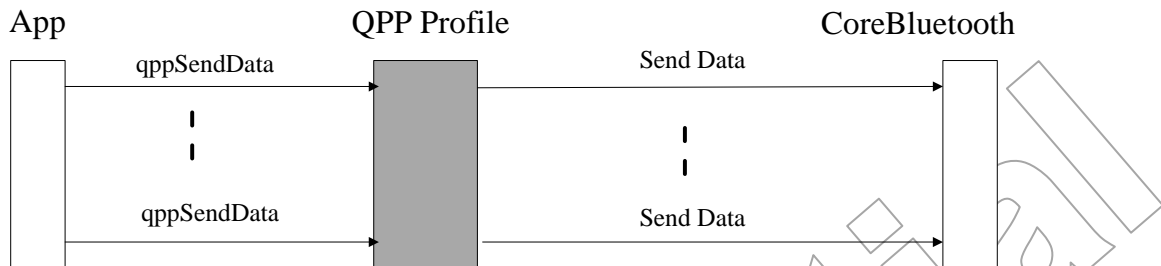 App QPP Profile CoreBluetooth
qppSendData Send Data
qppSendData Send Data